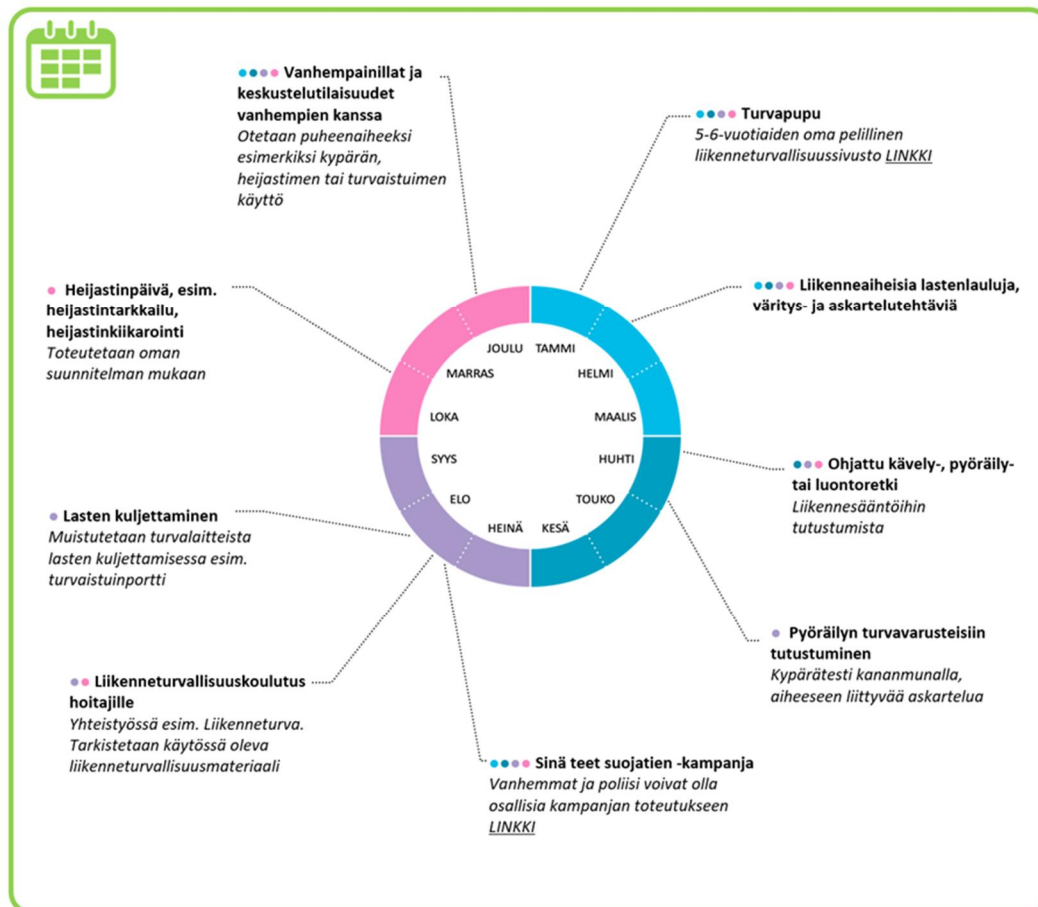 Vanhempainillat ja
keskustelutilaisuudet
vanhempien kanssa
Otetaan puheenaiheeksi
esimerkiksi kypärän,
heijastimen tai turvaistuimen
käyttö
Turvapupu
5-6-vuotiaiden oma pelillinen
liikenneturvallisuussivusto LINKKI
Liikenneaiheisia lastenlauluja,
väritys- ja askartelutehtäviä
Heijastinpäivä, esim.
heijastintarkkailu,
heijastinkiikarointi
Toteutetaan oman
suunnitelman mukaan
JOULU
TAMMI
MARRAS
HELMI
LOKA
MAALIS
SYYS
HUHTI
ELO
TOUKO
HEINÄ
KESÄ
Ohjattu kävely-, pyöräily-
tai luontoretki
Liikennesääntöihin
tutustumista
Lasten kuljettaminen
Muistutetaan turvalaitteista
lasten kuljettamisessa esim.
turvaistuinportti
Pyöräilyn turvavarusteisiin
tutustuminen
Kypärätesti kananmunalla,
aiheeseen liittyvää askartelua
Liikenneturvallisuuskoulutus
hoitajille
Yhteistyössä esim. Liikenneturva.
Tarkistetaan käytössä oleva
liikenneturvallisuusmateriaali
Sinä teet suojatien -kampanja
Vanhemmat ja poliisi voivat olla
osallisia kampanjan toteutukseen
LINKKI